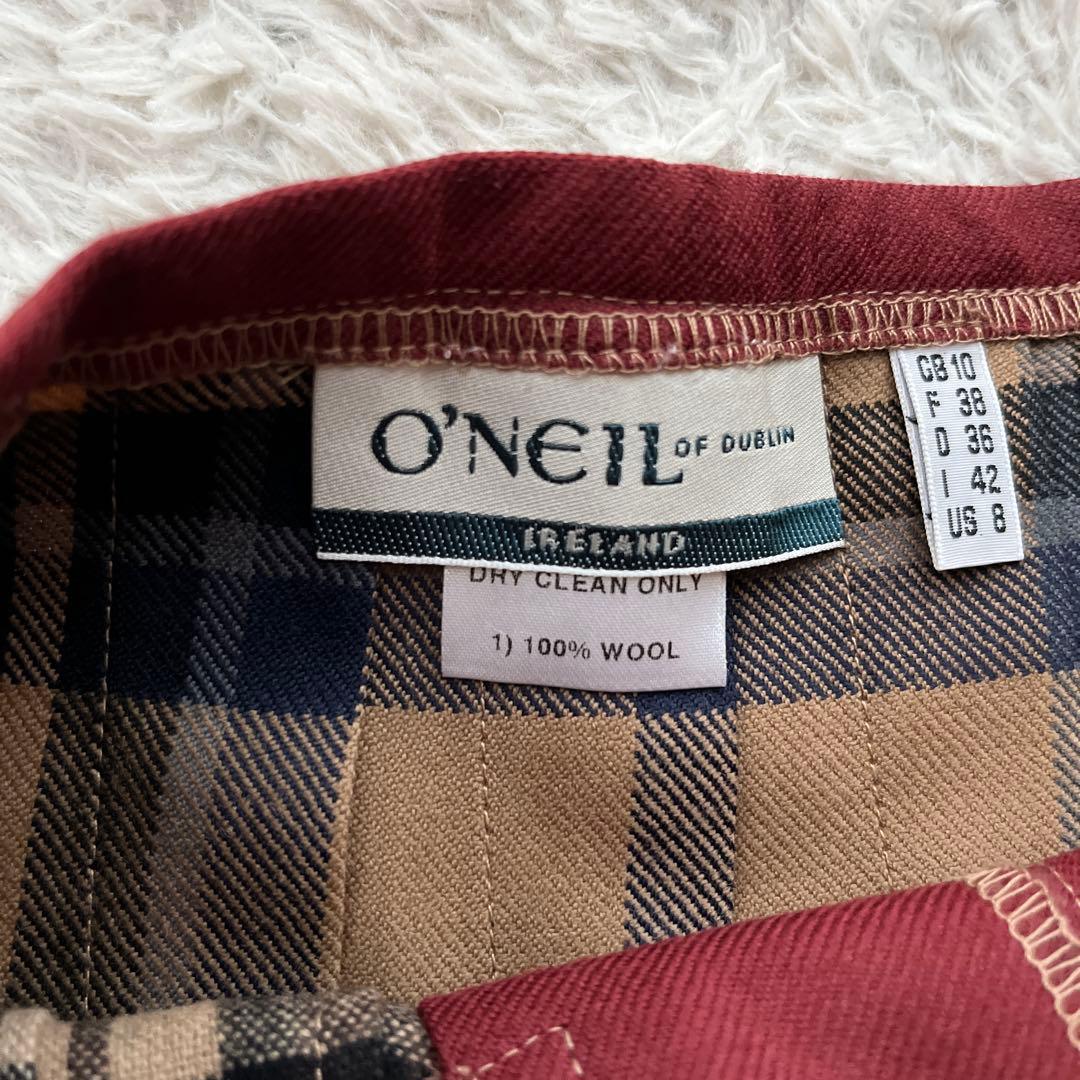 O'NEIL OF DUBLIN
IRELAND
DRY CLEAN ONLY
1) 100% WOOL
GB 10
F 38
D 36
I 42
US 8